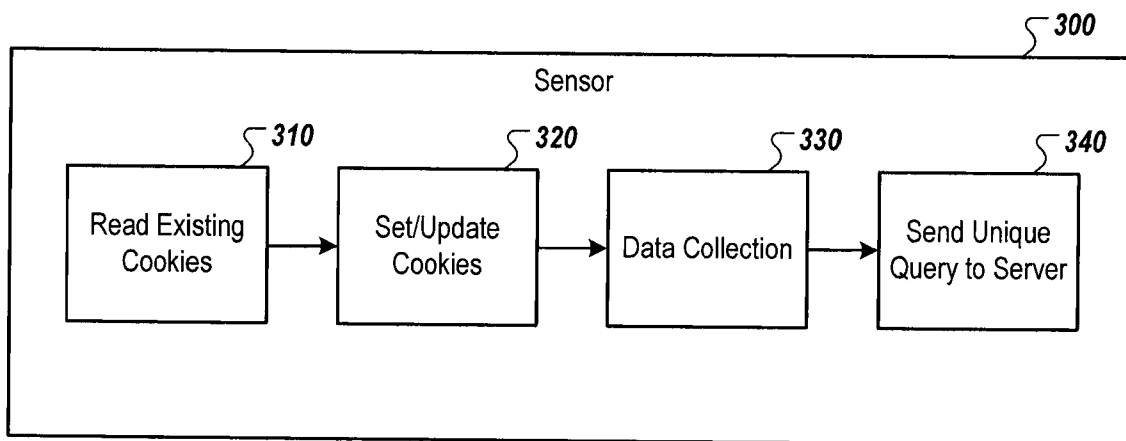 300
Sensor
310
320
330
340
Read Existing
Cookies
Set/Update
Cookies
Data Collection
Send Unique
Query to Server